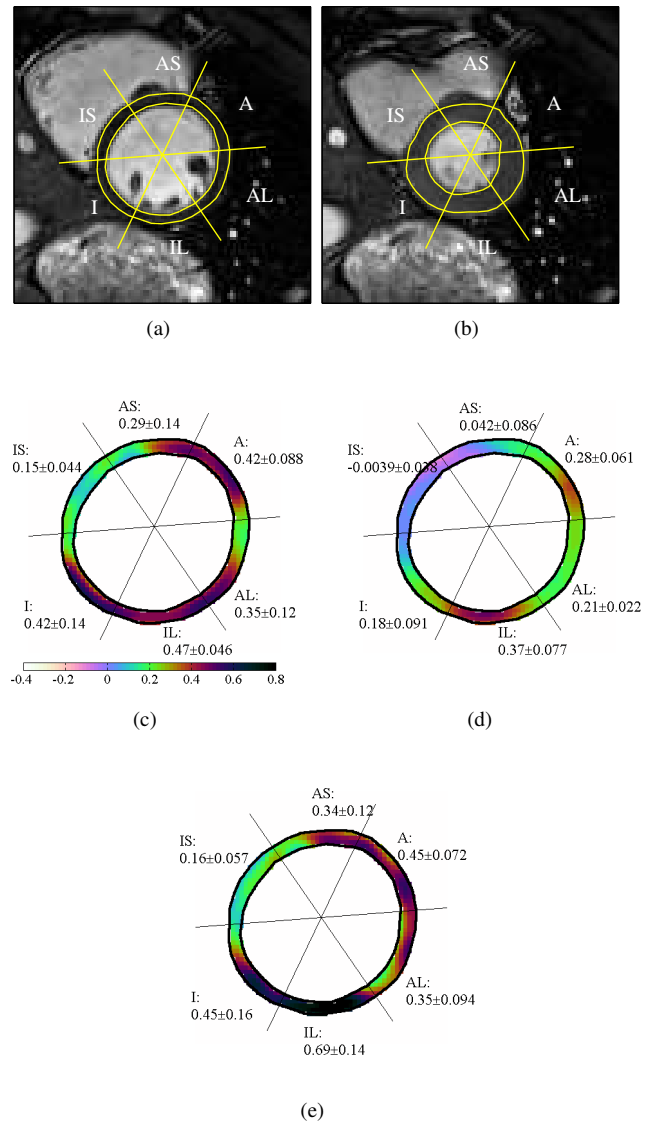 AS
IS
A
AL
I
IL
AS
IS
A
AL
I
IL
(a)
(b)
AS:
0.29±0.14
IS:
0.15±0.044
A:
0.42±0.088
I:
0.42±0.14
AL:
0.35±0.12
IL:
0.47±0.046
-0.4 -0.2 0 0.2 0.4 0.6 0.8
(c)
AS:
0.042±0.086
IS:
-0.0039±0.038
A:
0.28±0.061
I:
0.18±0.091
AL:
0.21±0.022
IL:
0.37±0.077
(d)
AS:
0.34±0.12
IS:
0.16±0.057
A:
0.45±0.072
I:
0.45±0.16
AL:
0.35±0.094
IL:
0.69±0.14
(e)